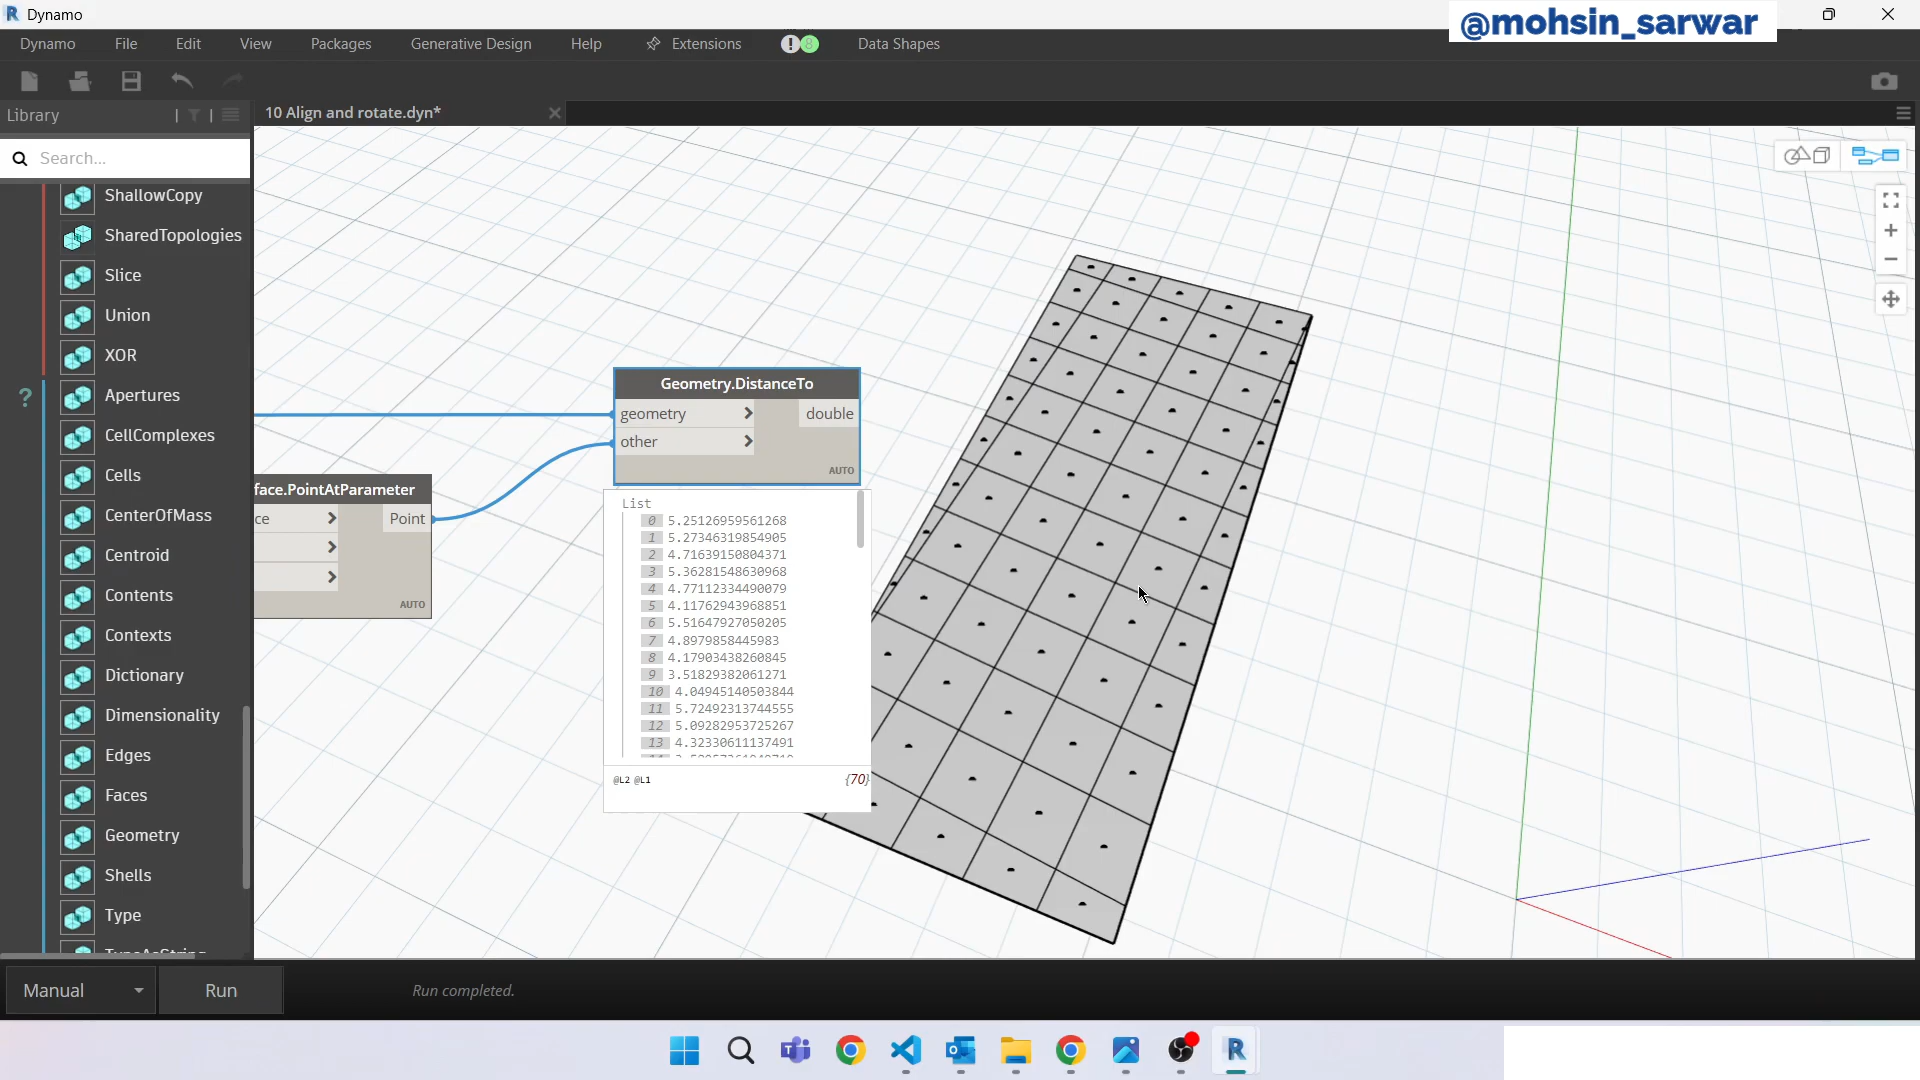 Dynamo
@mohsin_sarwar
Dynamo File Edit View Packages Generative Design Help Extensions ! 8 Data Shapes
Library
10 Align and rotate.dyn*
Search...
ShallowCopy
SharedTopologies
Slice
Union
XOR
?
Apertures
CellComplexes
Cells
CenterOfMass
Centroid
Contents
Contexts
Dictionary
Dimensionality
Edges
Faces
Geometry
Shells
Type
face.PointAtParameter
ce > Point
AUTO
Geometry.DistanceTo
geometry > double
other >
AUTO
List
0 5.25126959561268
1 5.27346319854905
2 4.71639150804371
3 5.36281548630968
4 4.77112334490079
5 4.11762943968851
6 5.51647927050205
7 4.8979858445983
8 4.17903438260845
9 3.51829382061271
10 4.04945140503844
11 5.72492313744555
12 5.09282953725267
13 4.32330611137491
@L2 @L1 {70}
Manual Run Run completed.